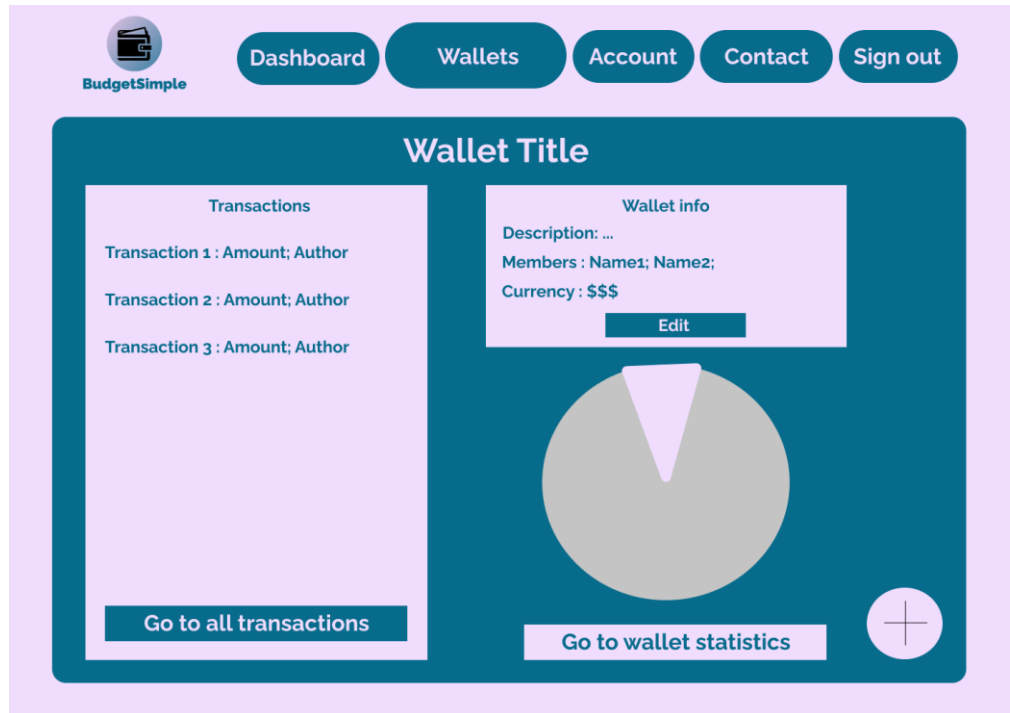 BudgetSimple
Dashboard
Wallets
Account
Contact
Sign out
Wallet Title
Transactions
Transaction 1 : Amount; Author
Transaction 2 : Amount; Author
Transaction 3 : Amount; Author
Go to all transactions
Wallet info
Description: ...
Members : Name1; Name2;
Currency : $$$
Edit
Go to wallet statistics